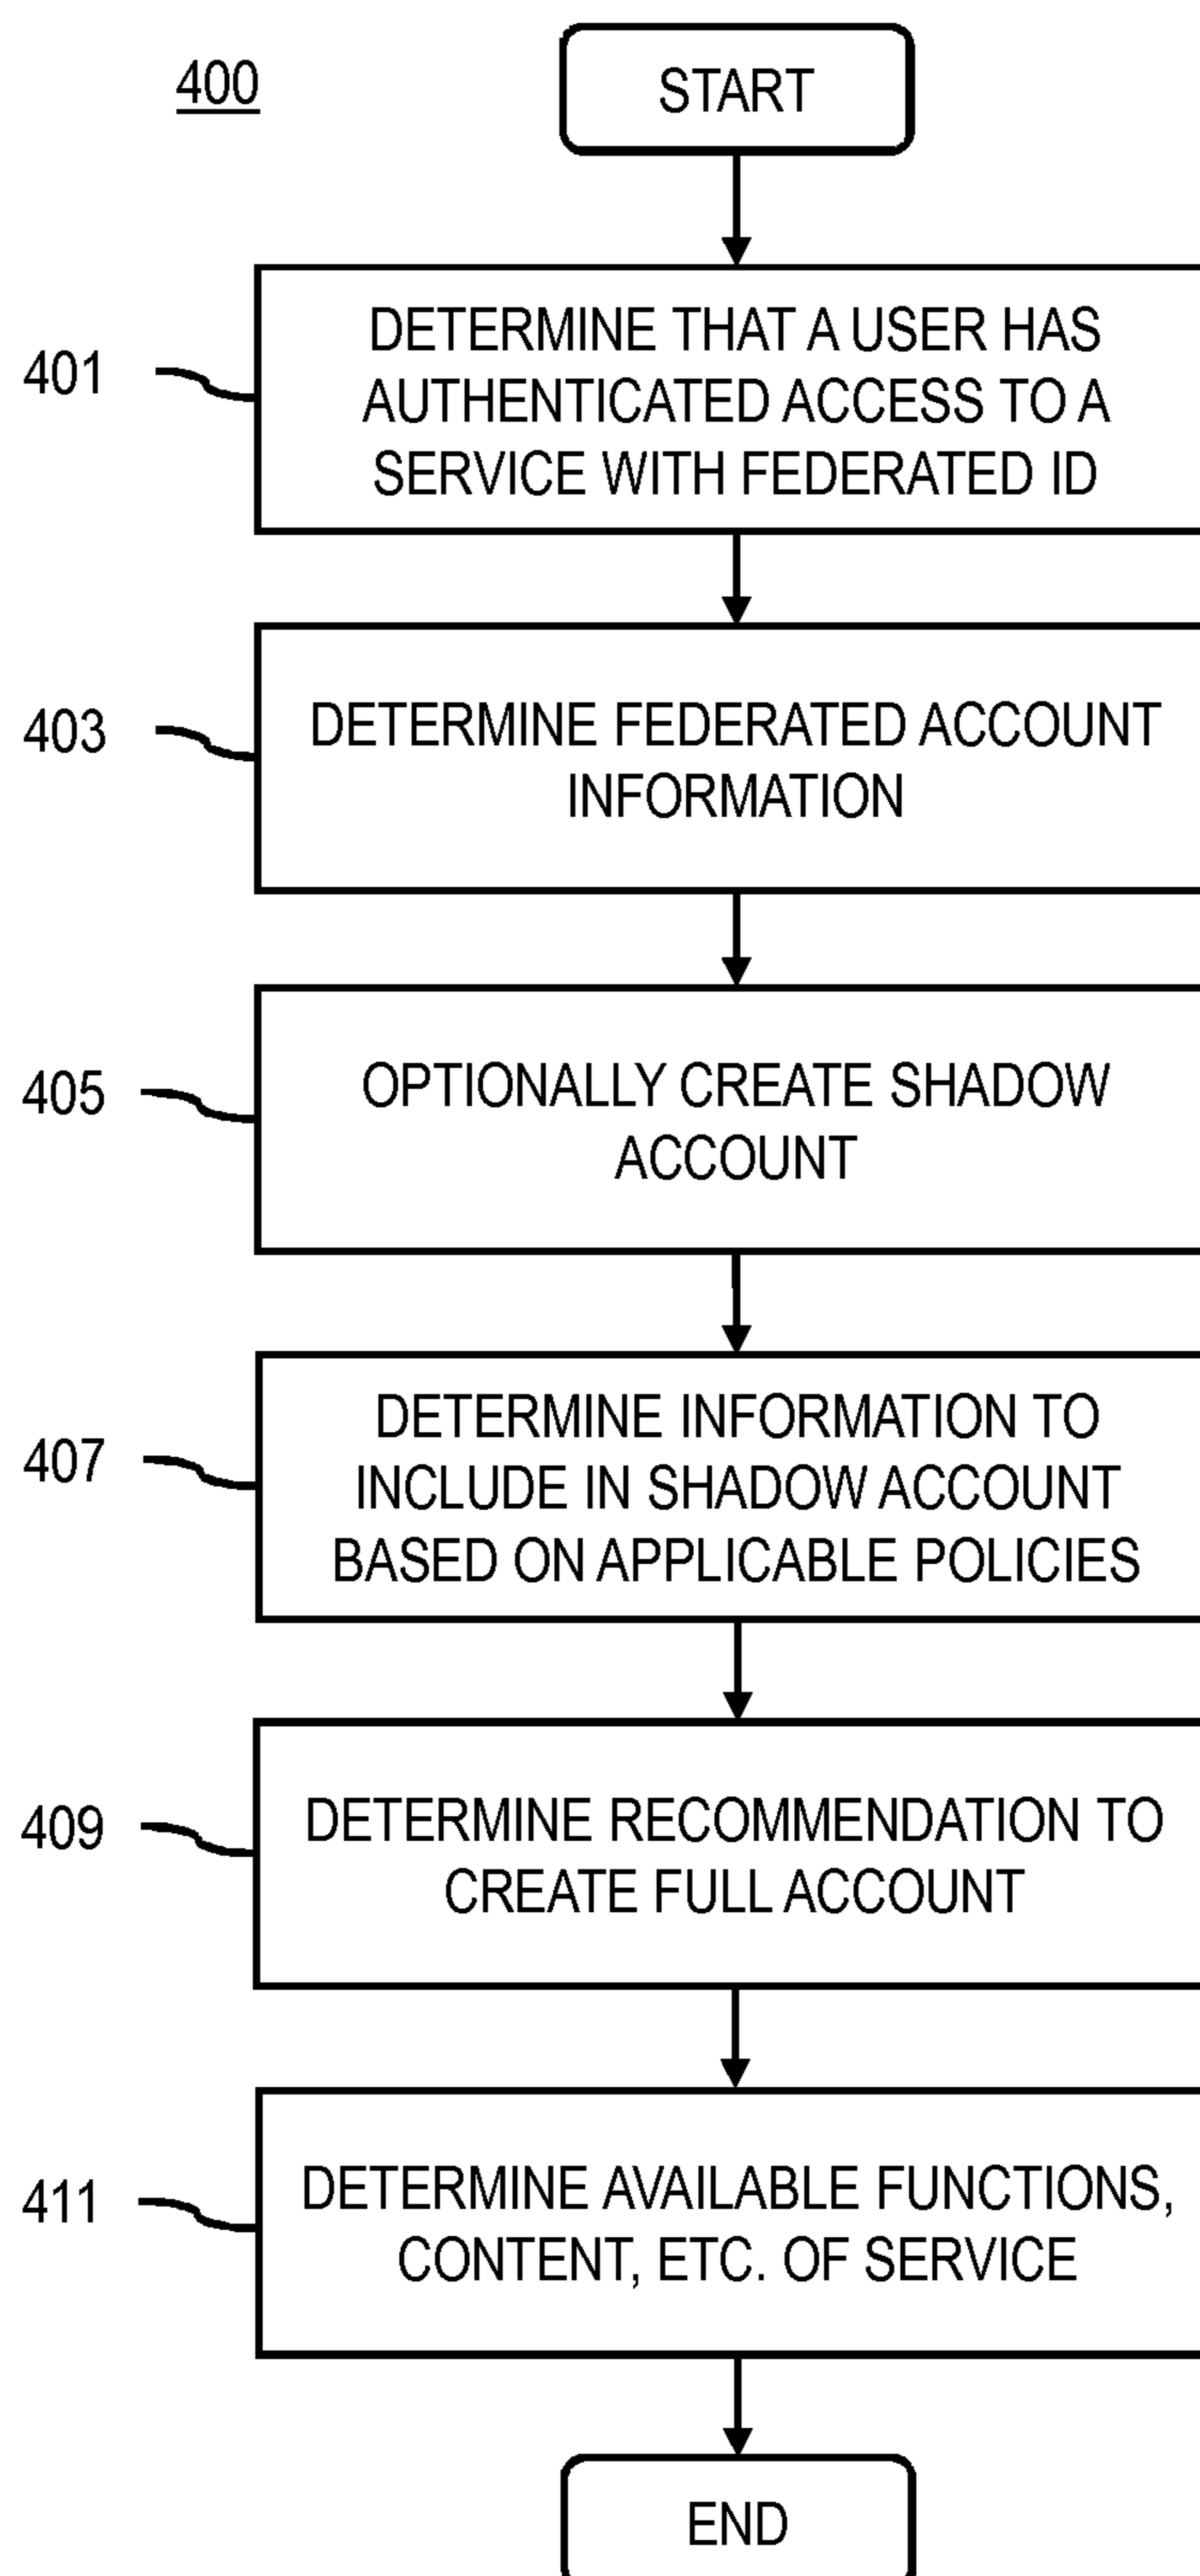 400
START
401
DETERMINE THAT A USER HAS
AUTHENTICATED ACCESS TO A
SERVICE WITH FEDERATED ID
403
DETERMINE FEDERATED ACCOUNT
INFORMATION
405
OPTIONALLY CREATE SHADOW
ACCOUNT
407
DETERMINE INFORMATION TO
INCLUDE IN SHADOW ACCOUNT
BASED ON APPLICABLE POLICIES
409
DETERMINE RECOMMENDATION TO
CREATE FULL ACCOUNT
411
DETERMINE AVAILABLE FUNCTIONS,
CONTENT, ETC. OF SERVICE
END